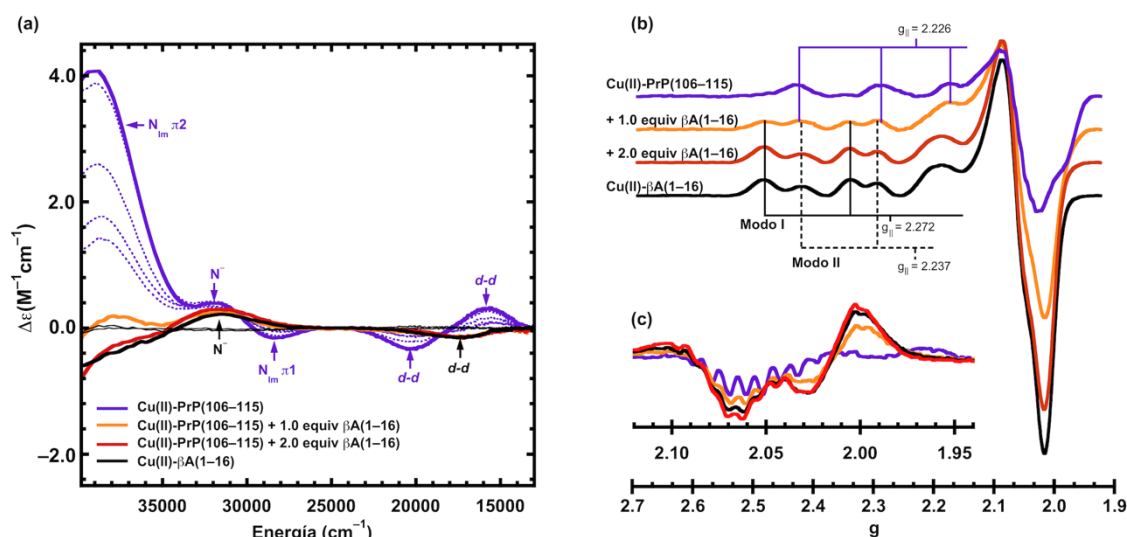 (a)
4.0
2.0
0.0
−2.0
Δε(M⁻¹cm⁻¹)
N_Im π2
N⁻
N⁻
N_Im π1
d-d
d-d
d-d
Cu(II)-PrP(106–115)
Cu(II)-PrP(106–115) + 1.0 equiv βA(1–16)
Cu(II)-PrP(106–115) + 2.0 equiv βA(1–16)
Cu(II)-βA(1–16)
35000 30000 25000 20000 15000
Energía (cm⁻¹)
(b)
g|| = 2.226
Cu(II)-PrP(106–115)
+ 1.0 equiv βA(1–16)
+ 2.0 equiv βA(1–16)
Cu(II)-βA(1–16)
Modo I
g|| = 2.272
Modo II
g|| = 2.237
(c)
2.10 2.05 2.00 1.95
2.7 2.6 2.5 2.4 2.3 2.2 2.1 2.0 1.9
g